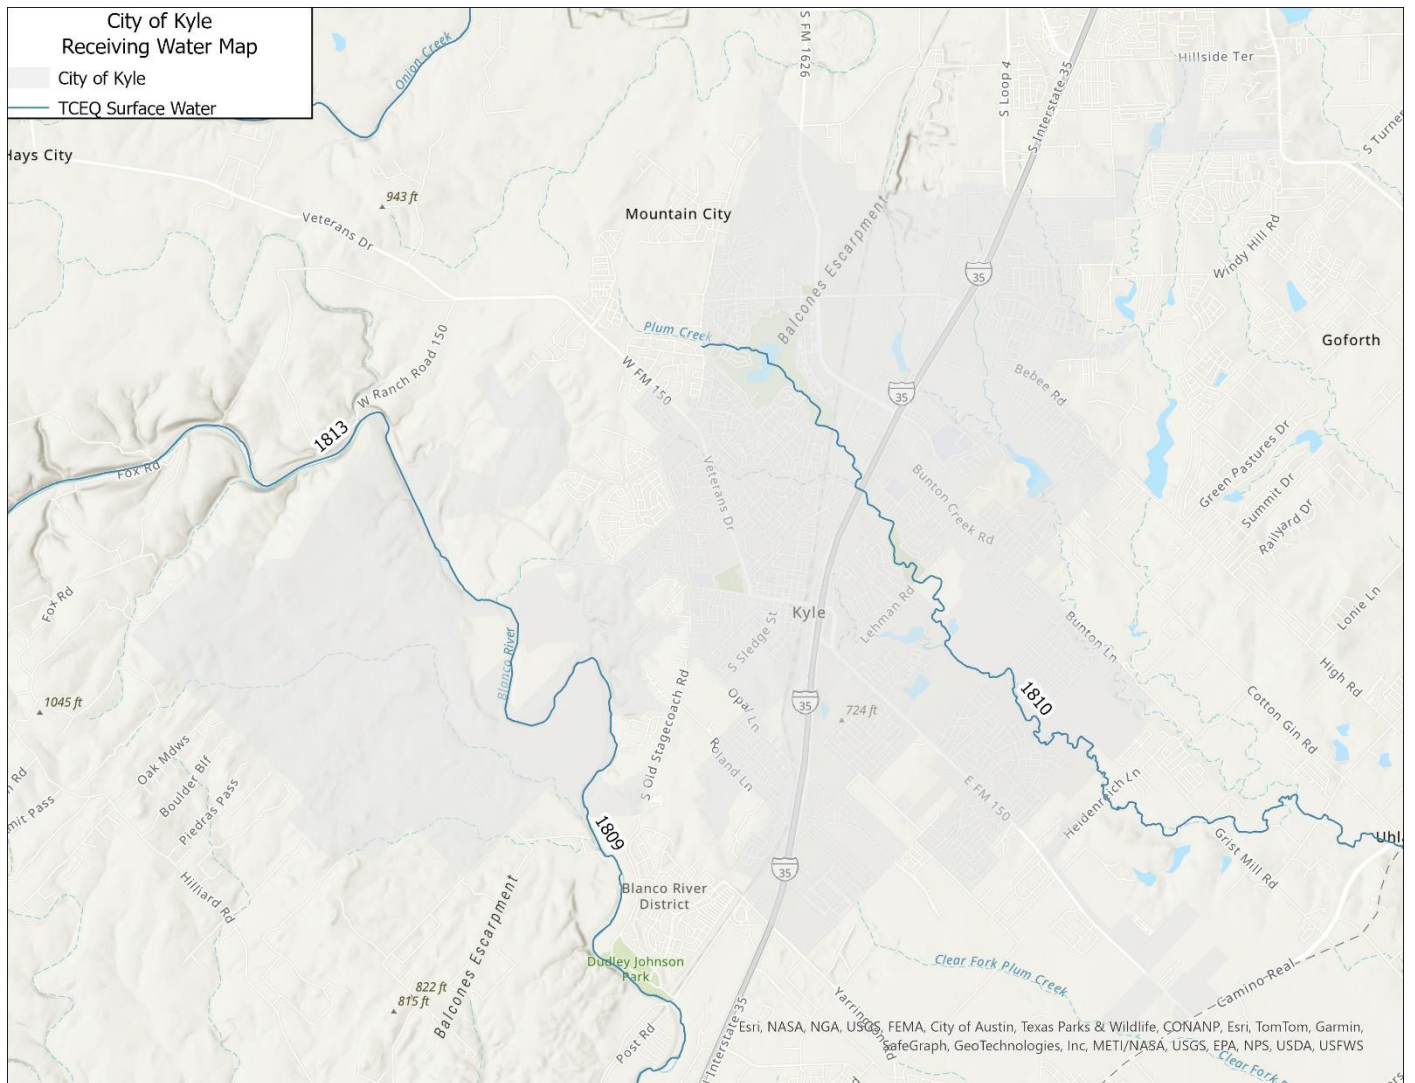 City of Kyle
Receiving Water Map
City of Kyle
TCEQ Surface Water
Onion Creek
S FM 1626
S Loop 4
S Interstate 35
Hillside Ter
S Turner
Hays City
943 ft
Veterans Dr
Mountain City
Balcones Escarpment
Windy Hill Rd
35
Plum Creek
Goforth
W Ranch Road 150
W FM 150
Bebee Rd
35
1813
Fox Rd
Veterans Dr
Bunton Creek Rd
Green Pastures Dr
Summit Dr
Railyard Dr
Fox Rd
Kyle
Lehman Rd
Lonie Ln
Blanco River
S Sledge St
Bunton Ln
High Rd
1045 ft
S Old Stagecoach Rd
Opal Ln
35
724 ft
1810
Cotton Gin Rd
Oak Mdws
Boulder Blf
Piedras Pass
Roland Ln
E FM 150
Heidenreich Ln
1809
Grist Mill Rd
Hilliard Rd
35
Blanco River
District
Balcones Escarpment
Dudley Johnson
Park
Clear Fork Plum Creek
Camino Real
822 ft
815 ft
Post Rd
Interstate 35
Yarrington Rd
Esri, NASA, NGA, USGS, FEMA, City of Austin, Texas Parks & Wildlife, CONANP, Esri, TomTom, Garmin,
SafeGraph, GeoTechnologies, Inc, METI/NASA, USGS, EPA, NPS, USDA, USFWS
Clear Fork